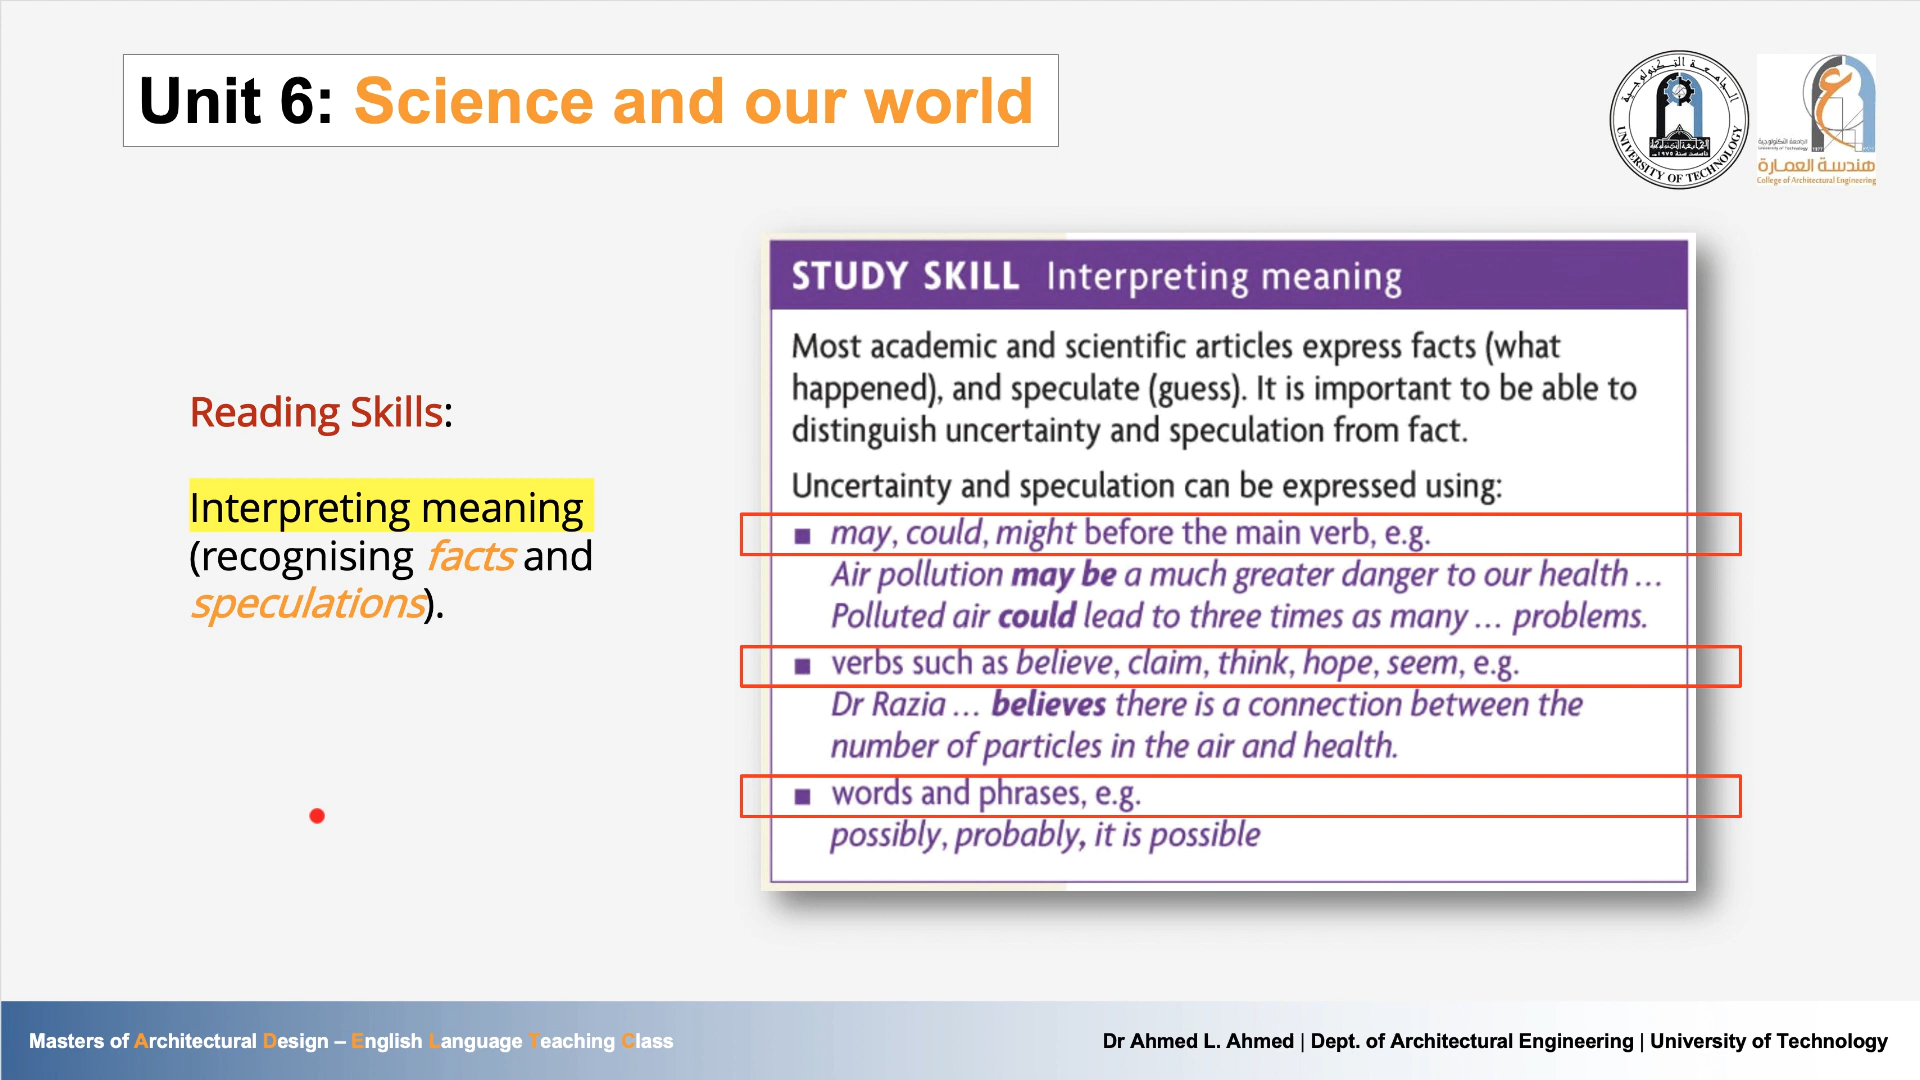 Unit 6: Science and our world
الجامعة التكنولوجية
UNIVERSITY OF TECHNOLOGY
هندسة العمارة
College of Architectural Engineering
Reading Skills:
Interpreting meaning
(recognising facts and
speculations).
STUDY SKILL Interpreting meaning
Most academic and scientific articles express facts (what
happened), and speculate (guess). It is important to be able to
distinguish uncertainty and speculation from fact.
Uncertainty and speculation can be expressed using:
■ may, could, might before the main verb, e.g.
Air pollution may be a much greater danger to our health …
Polluted air could lead to three times as many … problems.
■ verbs such as believe, claim, think, hope, seem, e.g.
Dr Razia … believes there is a connection between the
number of particles in the air and health.
■ words and phrases, e.g.
possibly, probably, it is possible
Masters of Architectural Design – English Language Teaching Class
Dr Ahmed L. Ahmed | Dept. of Architectural Engineering | University of Technology